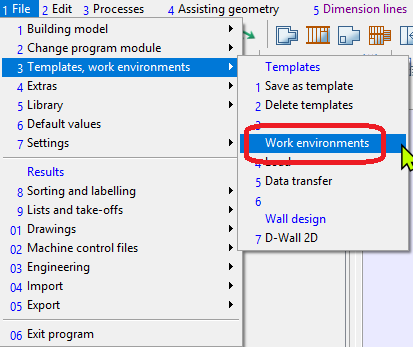 1 File 2 Edit 3 Processes 4 Assisting geometry 5 Dimension lines
1 Building model
2 Change program module
3 Templates, work environments
4 Extras
5 Library
6 Default values
7 Settings
Results
8 Sorting and labelling
9 Lists and take-offs
01 Drawings
02 Machine control files
03 Engineering
04 Import
05 Export
06 Exit program
Templates
1 Save as template
2 Delete templates
3
Work environments
4 Load
5 Data transfer
6
Wall design
7 D-Wall 2D